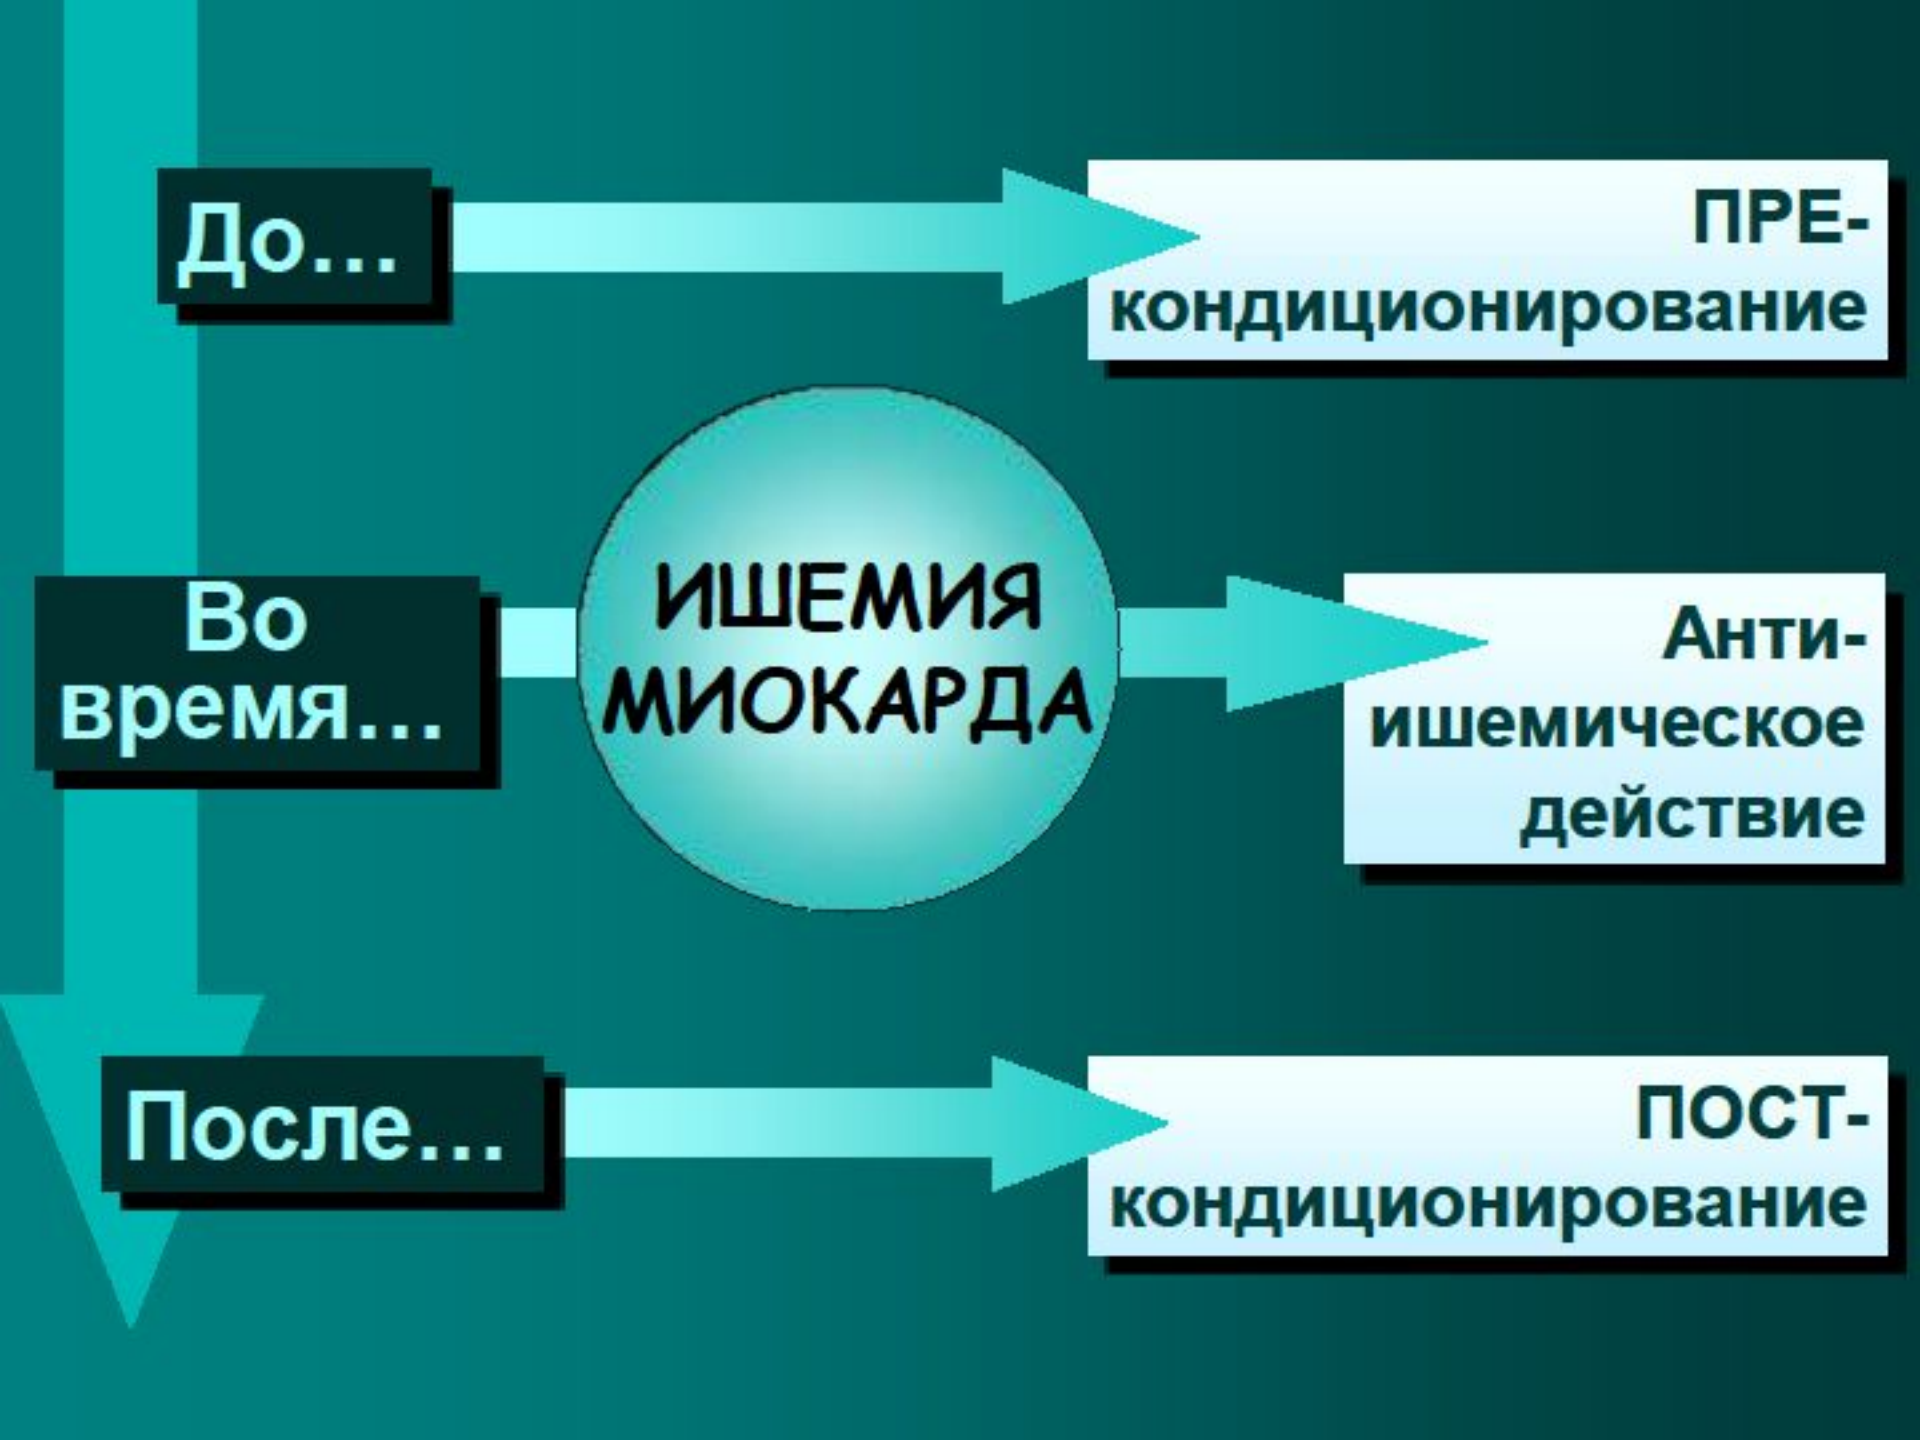 До...
ПРЕ-
кондиционирование
Во
время...
ИШЕМИЯ
МИОКАРДА
Анти-
ишемическое
действие
После...
ПОСТ-
кондиционирование